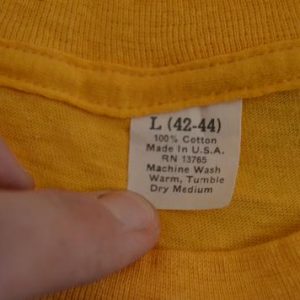 L (42-44)
100% Cotton
Made In U.S.A.
RN 13765
Machine Wash
Warm, Tumble
Dry Medium